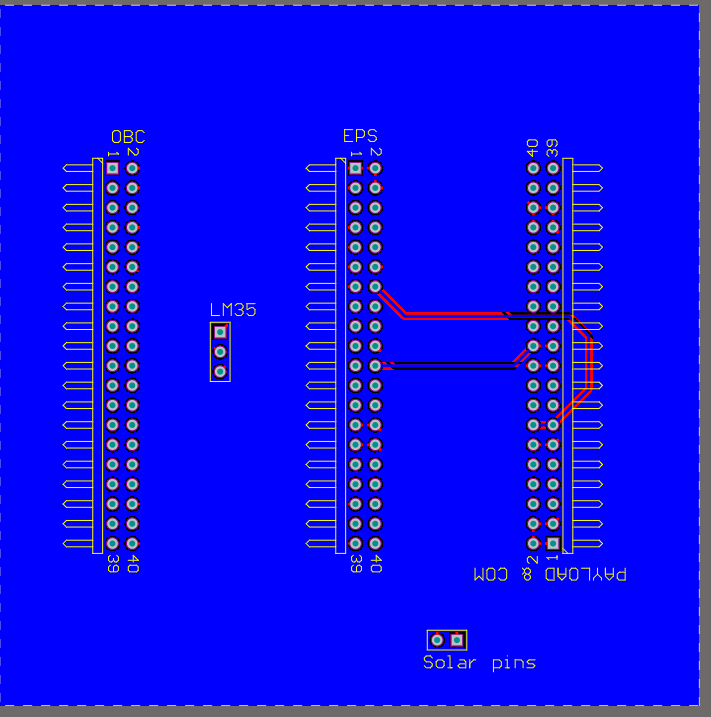 OBC
EPS
1 2
1 2
40 39
LM35
39 40
39 40
2 1
PAYLOAD & COM
Solar pins